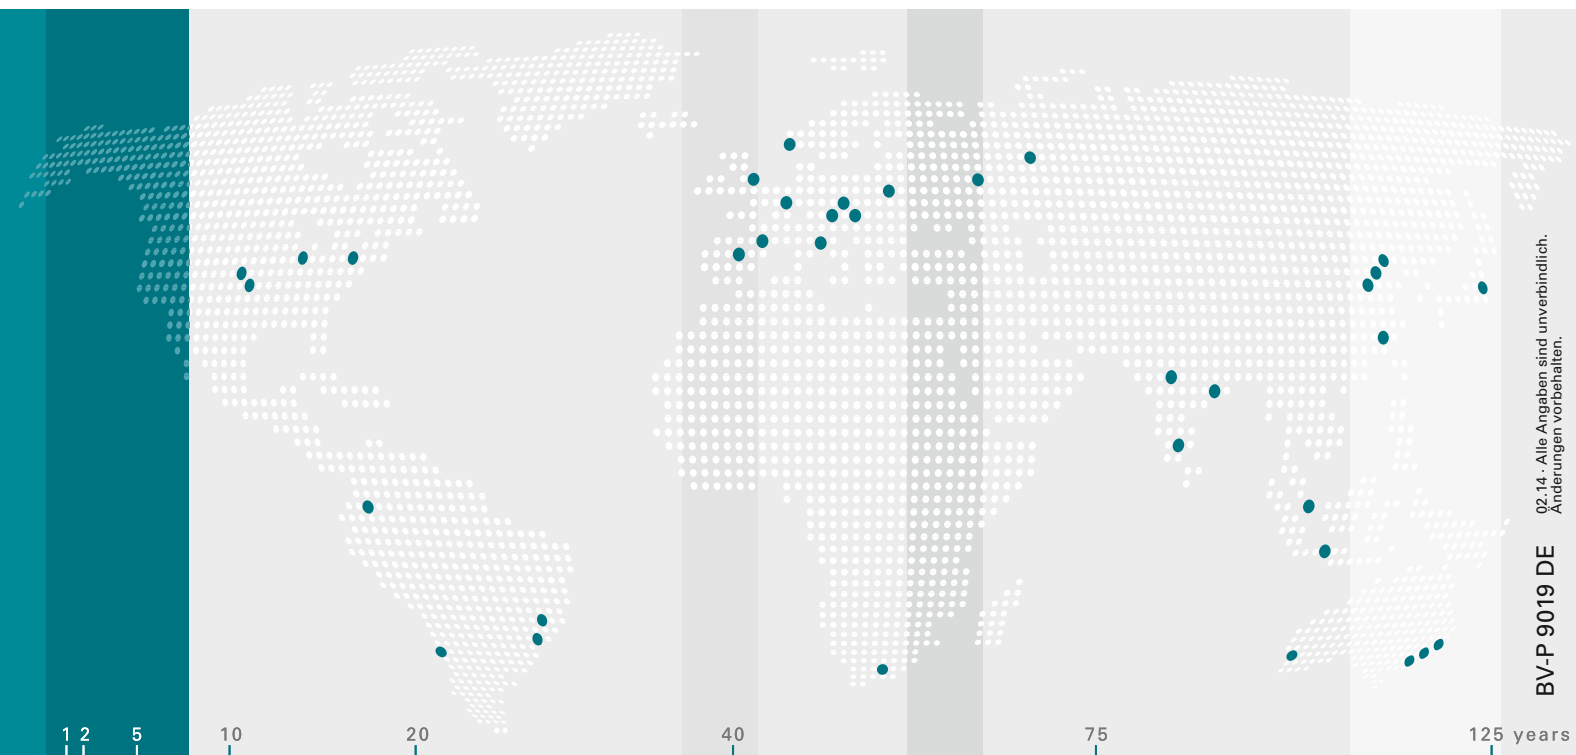 02.14 · Alle Angaben sind unverbindlich.
Änderungen vorbehalten.
BV-P 9019 DE
1 2 5 10 20 40 75 125 years